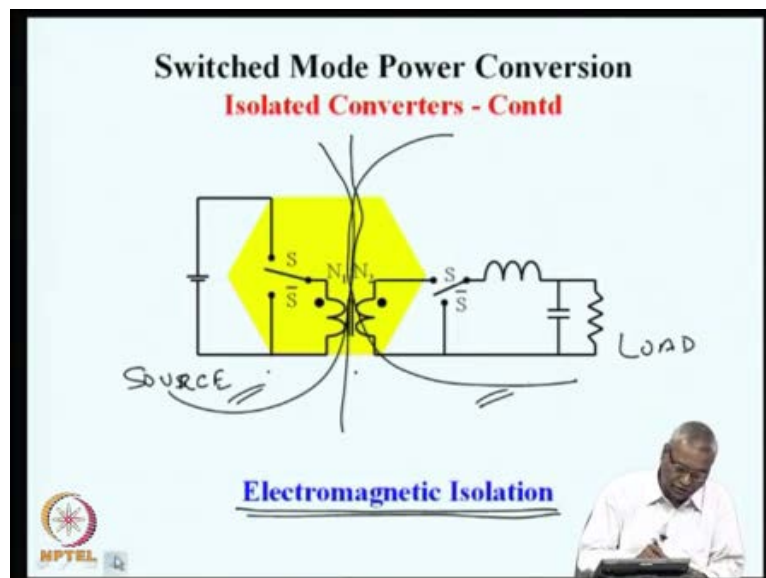 Switched Mode Power Conversion
Isolated Converters - Contd
S
N₁ N₂
S
S̅
S̅
SOURCE
LOAD
Electromagnetic Isolation
NPTEL